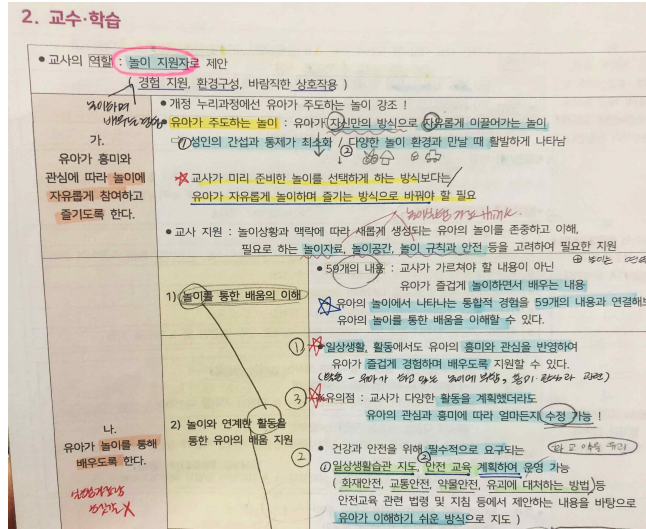 2. 교수·학습
• 교사의 역할 : 놀이 지원자로 제안
( 경험 지원, 환경구성, 바람직한 상호작용 )
가.
유아가 흥미와
관심에 따라 놀이에
자유롭게 참여하고
즐기도록 한다.
• 개정 누리과정에선 유아가 주도하는 놀이 강조 !
• 유아가 주도하는 놀이 : 유아가 자신만의 방식으로 자유롭게 이끌어가는 놀이
① 성인의 간섭과 통제가 최소화 / ② 다양한 놀이 환경과 만날 때 활발하게 나타남
교사가 미리 준비한 놀이를 선택하게 하는 방식보다는
유아가 자유롭게 놀이하며 즐기는 방식으로 바꿔야 할 필요
think.
• 교사 지원 : 놀이상황과 맥락에 따라 새롭게 생성되는 유아의 놀이를 존중하고 이해,
필요로 하는 놀이자료, 놀이공간, 놀이 규칙과 안전 등을 고려하여 필요한 지원
나.
유아가 놀이를 통해
배우도록 한다.
1) 놀이를 통한 배움의 이해
• 59개의 내용 : 교사가 가르쳐야 할 내용이 아닌
유아가 즐겁게 놀이하면서 배우는 내용
유아의 놀이에서 나타나는 통합적 경험을 59개의 내용과 연결해
유아의 놀이를 통한 배움을 이해할 수 있다.
2) 놀이와 연계한 활동을
통한 유아의 배움 지원
① • 일상생활, 활동에서도 유아의 흥미와 관심을 반영하여
유아가 즐겁게 경험하며 배우도록 지원할 수 있다.
③ • 유의점 : 교사가 다양한 활동을 계획했더라도
유아의 관심과 흥미에 따라 얼마든지 수정 가능 !
② • 건강과 안전을 위해 필수적으로 요구되는
① 일상생활습관 지도, ② 안전 교육 계획하여 운영 가능
( 화재안전, 교통안전, 약물안전, 유괴에 대처하는 방법) 등
안전교육 관련 법령 및 지침 등에서 제안하는 내용을 바탕으로
유아가 이해하기 쉬운 방식으로 지도 )